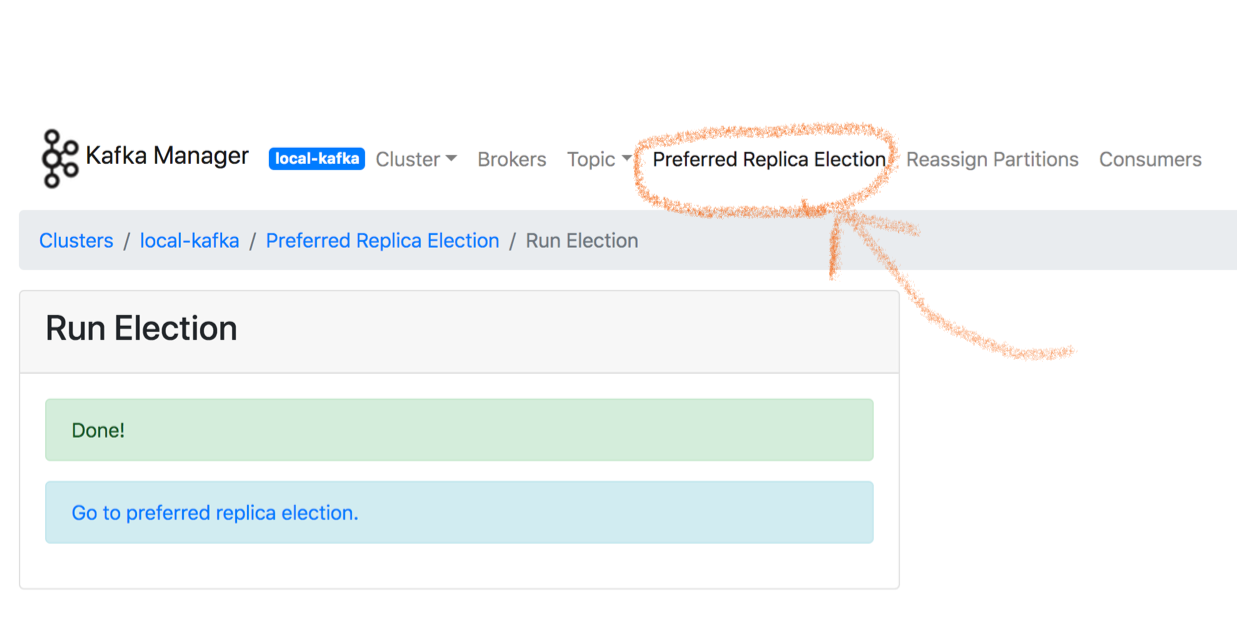 Kafka Manager local-kafka Cluster Brokers Topic Preferred Replica Election Reassign Partitions Consumers
Clusters / local-kafka / Preferred Replica Election / Run Election
Run Election
Done!
Go to preferred replica election.